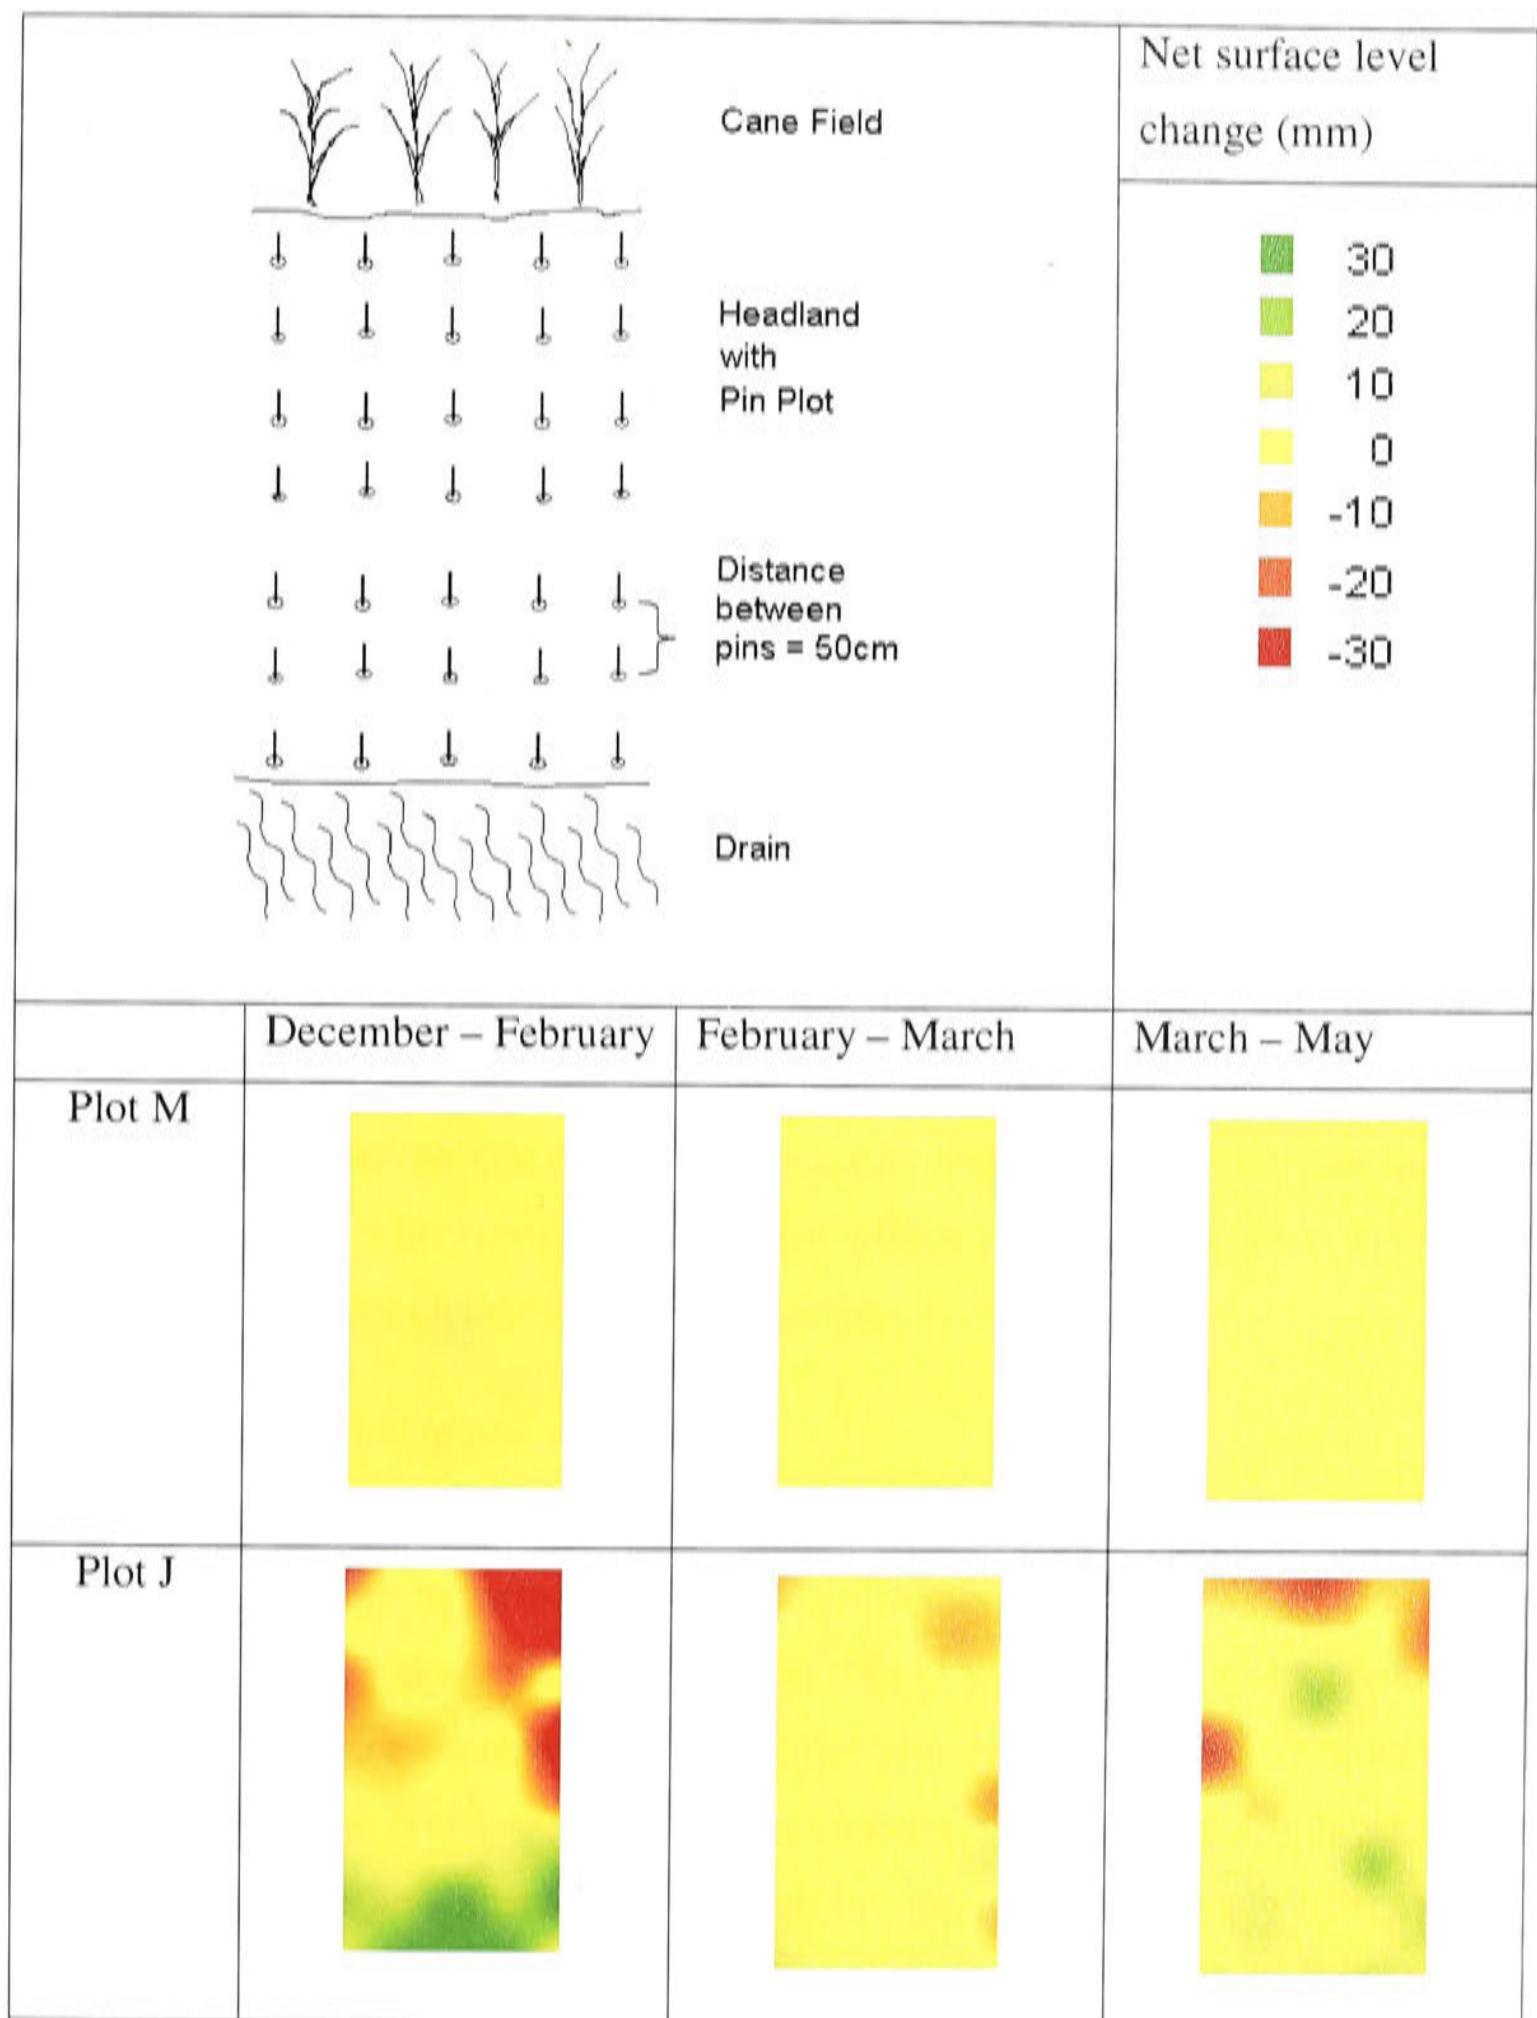 Cane Field
Headland
with
Pin Plot
Distance
between
pins = 50cm
Drain
Net surface level
change (mm)
30
20
10
0
-10
-20
-30
December – February
February – March
March – May
Plot M
Plot J